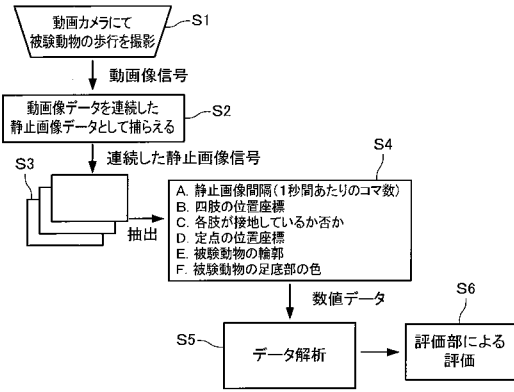 動画カメラにて
被験動物の歩行を撮影
S1
動画像信号
動画像データを連続した
静止画像データとして捕らえる
S2
連続した静止画像信号
S3
抽出
S4
A. 静止画像間隔(1秒間あたりのコマ数)
B. 四肢の位置座標
C. 各肢が接地しているか否か
D. 定点の位置座標
E. 被験動物の輪郭
F. 被験動物の足底部の色
数値データ
S5
データ解析
S6
評価部による
評価